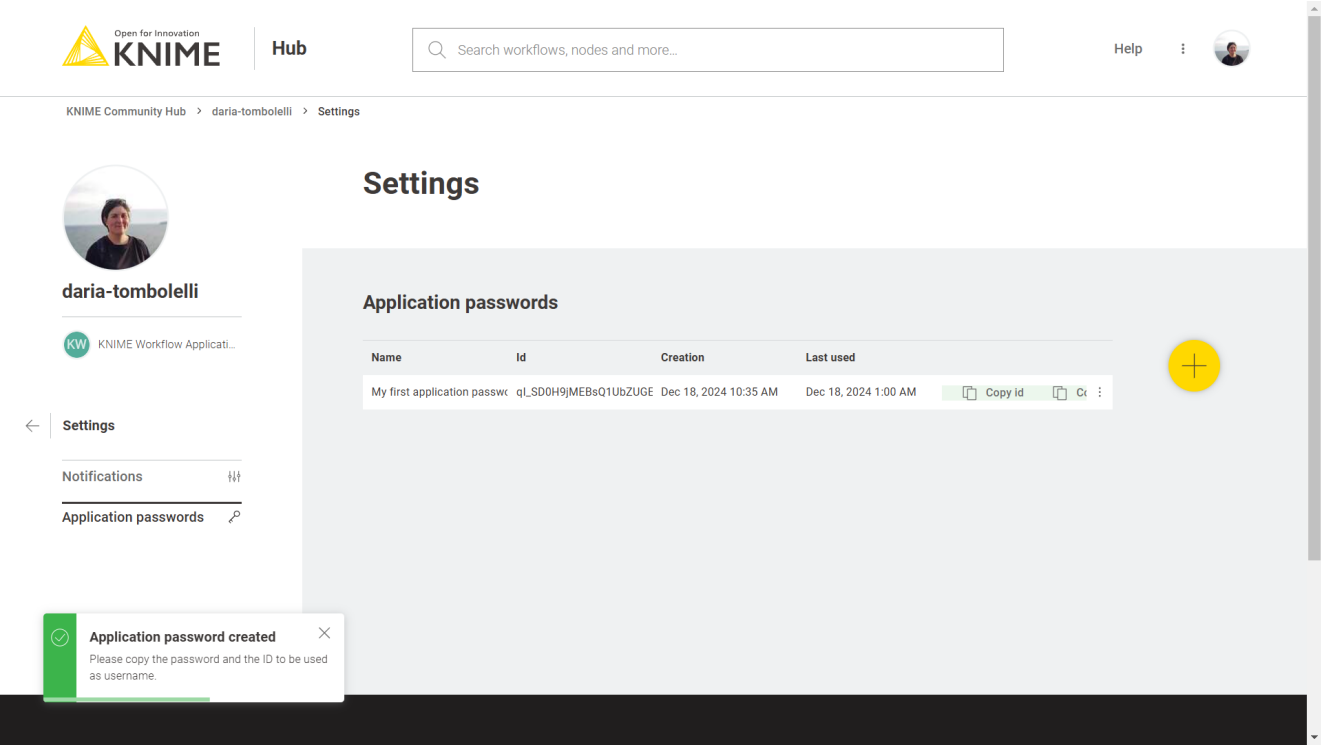 Open for Innovation
KNIME
Hub
Search workflows, nodes and more...
Help
KNIME Community Hub > daria-tombolelli > Settings
daria-tombolelli
KW KNIME Workflow Applicati...
Settings
Notifications
Application passwords
Settings
Application passwords
Name Id Creation Last used
My first application passwo Dec 18, 2024 10:35 AM Dec 18, 2024 1:00 AM Copy id Co
Application password created
Please copy the password and the ID to be used
as username.